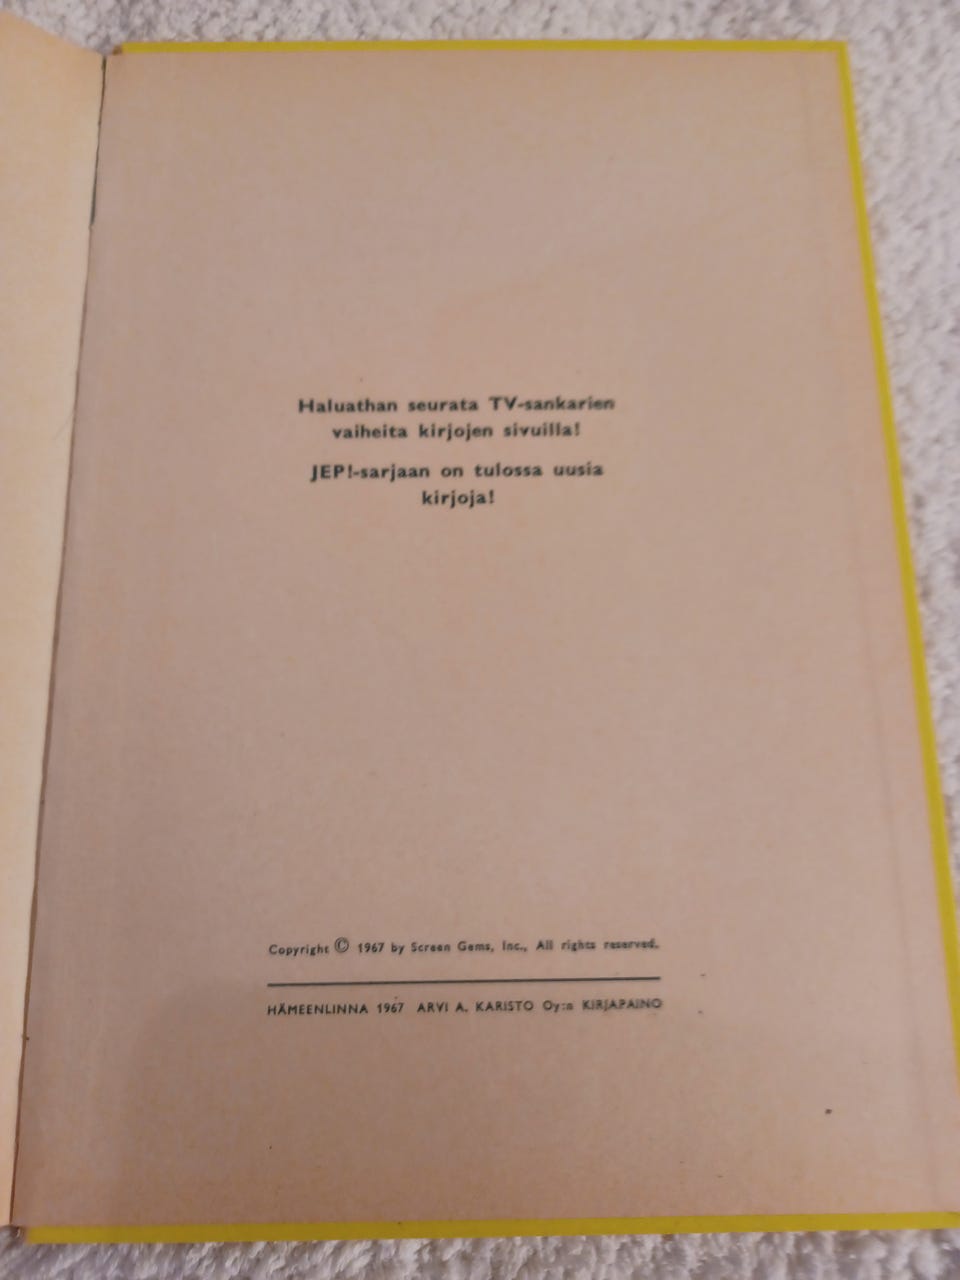 Haluathan seurata TV-sankarien
vaiheita kirjojen sivuilla!
JEP!-sarjaan on tulossa uusia
kirjoja!
Copyright © 1967 by Screen Gems, Inc., All rights reserved.
HÄMEENLINNA 1967 ARVI A. KARISTO Oy:n KIRJAPAINO